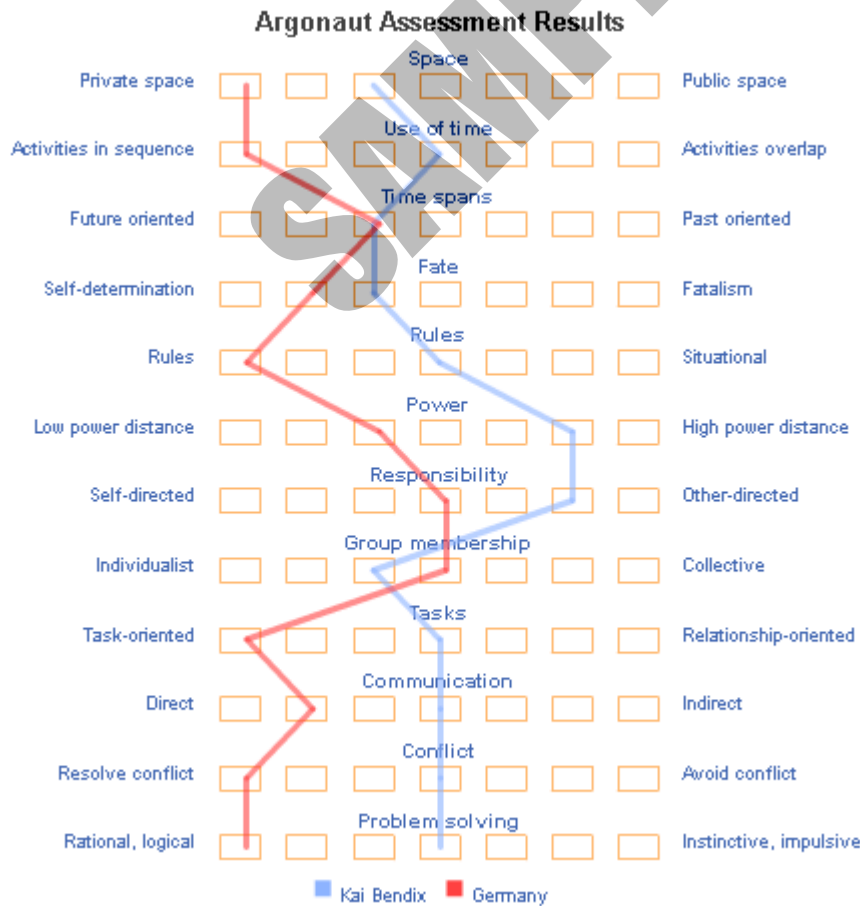 Argonaut Assessment Results
Space
Private space Public space
Use of time
Activities in sequence Activities overlap
Time spans
Future oriented Past oriented
Fate
Self-determination Fatalism
Rules
Rules Situational
Power
Low power distance High power distance
Responsibility
Self-directed Other-directed
Group membership
Individualist Collective
Tasks
Task-oriented Relationship-oriented
Communication
Direct Indirect
Conflict
Resolve conflict Avoid conflict
Problem solving
Rational, logical Instinctive, impulsive
Kai Bendix Germany